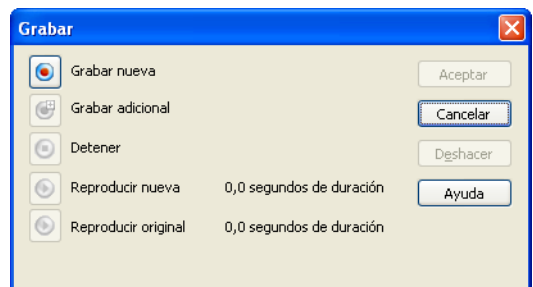 Grabar
Grabar nueva
Aceptar
Grabar adicional
Cancelar
Detener
Deshacer
Reproducir nueva 0,0 segundos de duración
Ayuda
Reproducir original 0,0 segundos de duración